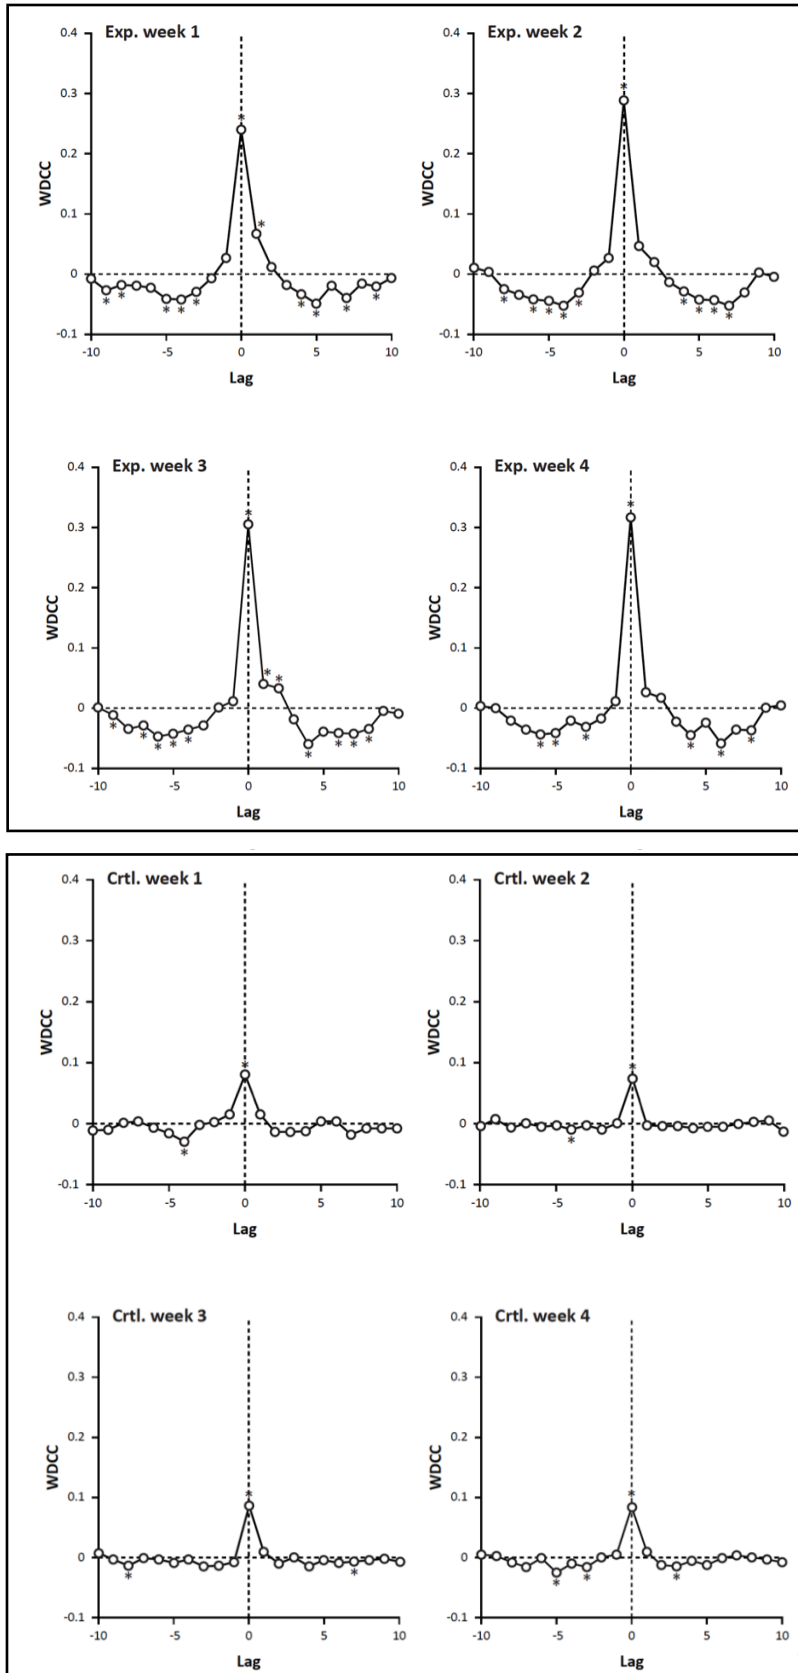 Exp. week 1
0.4
0.3
0.2
0.1
0
-0.1
WDCC
* * * * * * * * * * * *
-10 -5 0 5 10
Lag
Exp. week 2
0.4
0.3
0.2
0.1
0
-0.1
WDCC
* * * * * * * * * *
-10 -5 0 5 10
Lag
Exp. week 3
0.4
0.3
0.2
0.1
0
-0.1
WDCC
* * * * * * * * * * * *
-10 -5 0 5 10
Lag
Exp. week 4
0.4
0.3
0.2
0.1
0
-0.1
WDCC
* * * * * * *
-10 -5 0 5 10
Lag
Crtl. week 1
0.4
0.3
0.2
0.1
0
-0.1
WDCC
* *
-10 -5 0 5 10
Lag
Crtl. week 2
0.4
0.3
0.2
0.1
0
-0.1
WDCC
* *
-10 -5 0 5 10
Lag
Crtl. week 3
0.4
0.3
0.2
0.1
0
-0.1
WDCC
* * *
-10 -5 0 5 10
Lag
Crtl. week 4
0.4
0.3
0.2
0.1
0
-0.1
WDCC
* * * *
-10 -5 0 5 10
Lag